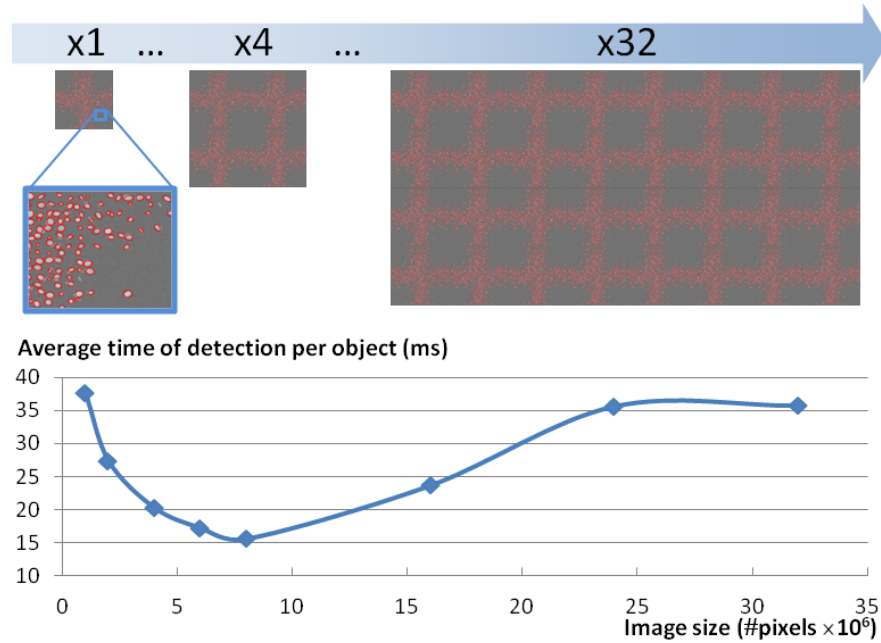 x1 ... x4 ... x32
Average time of detection per object (ms)
40
35
30
25
20
15
10
0 5 10 15 20 25 30 35
Image size (#pixels ×10⁶)